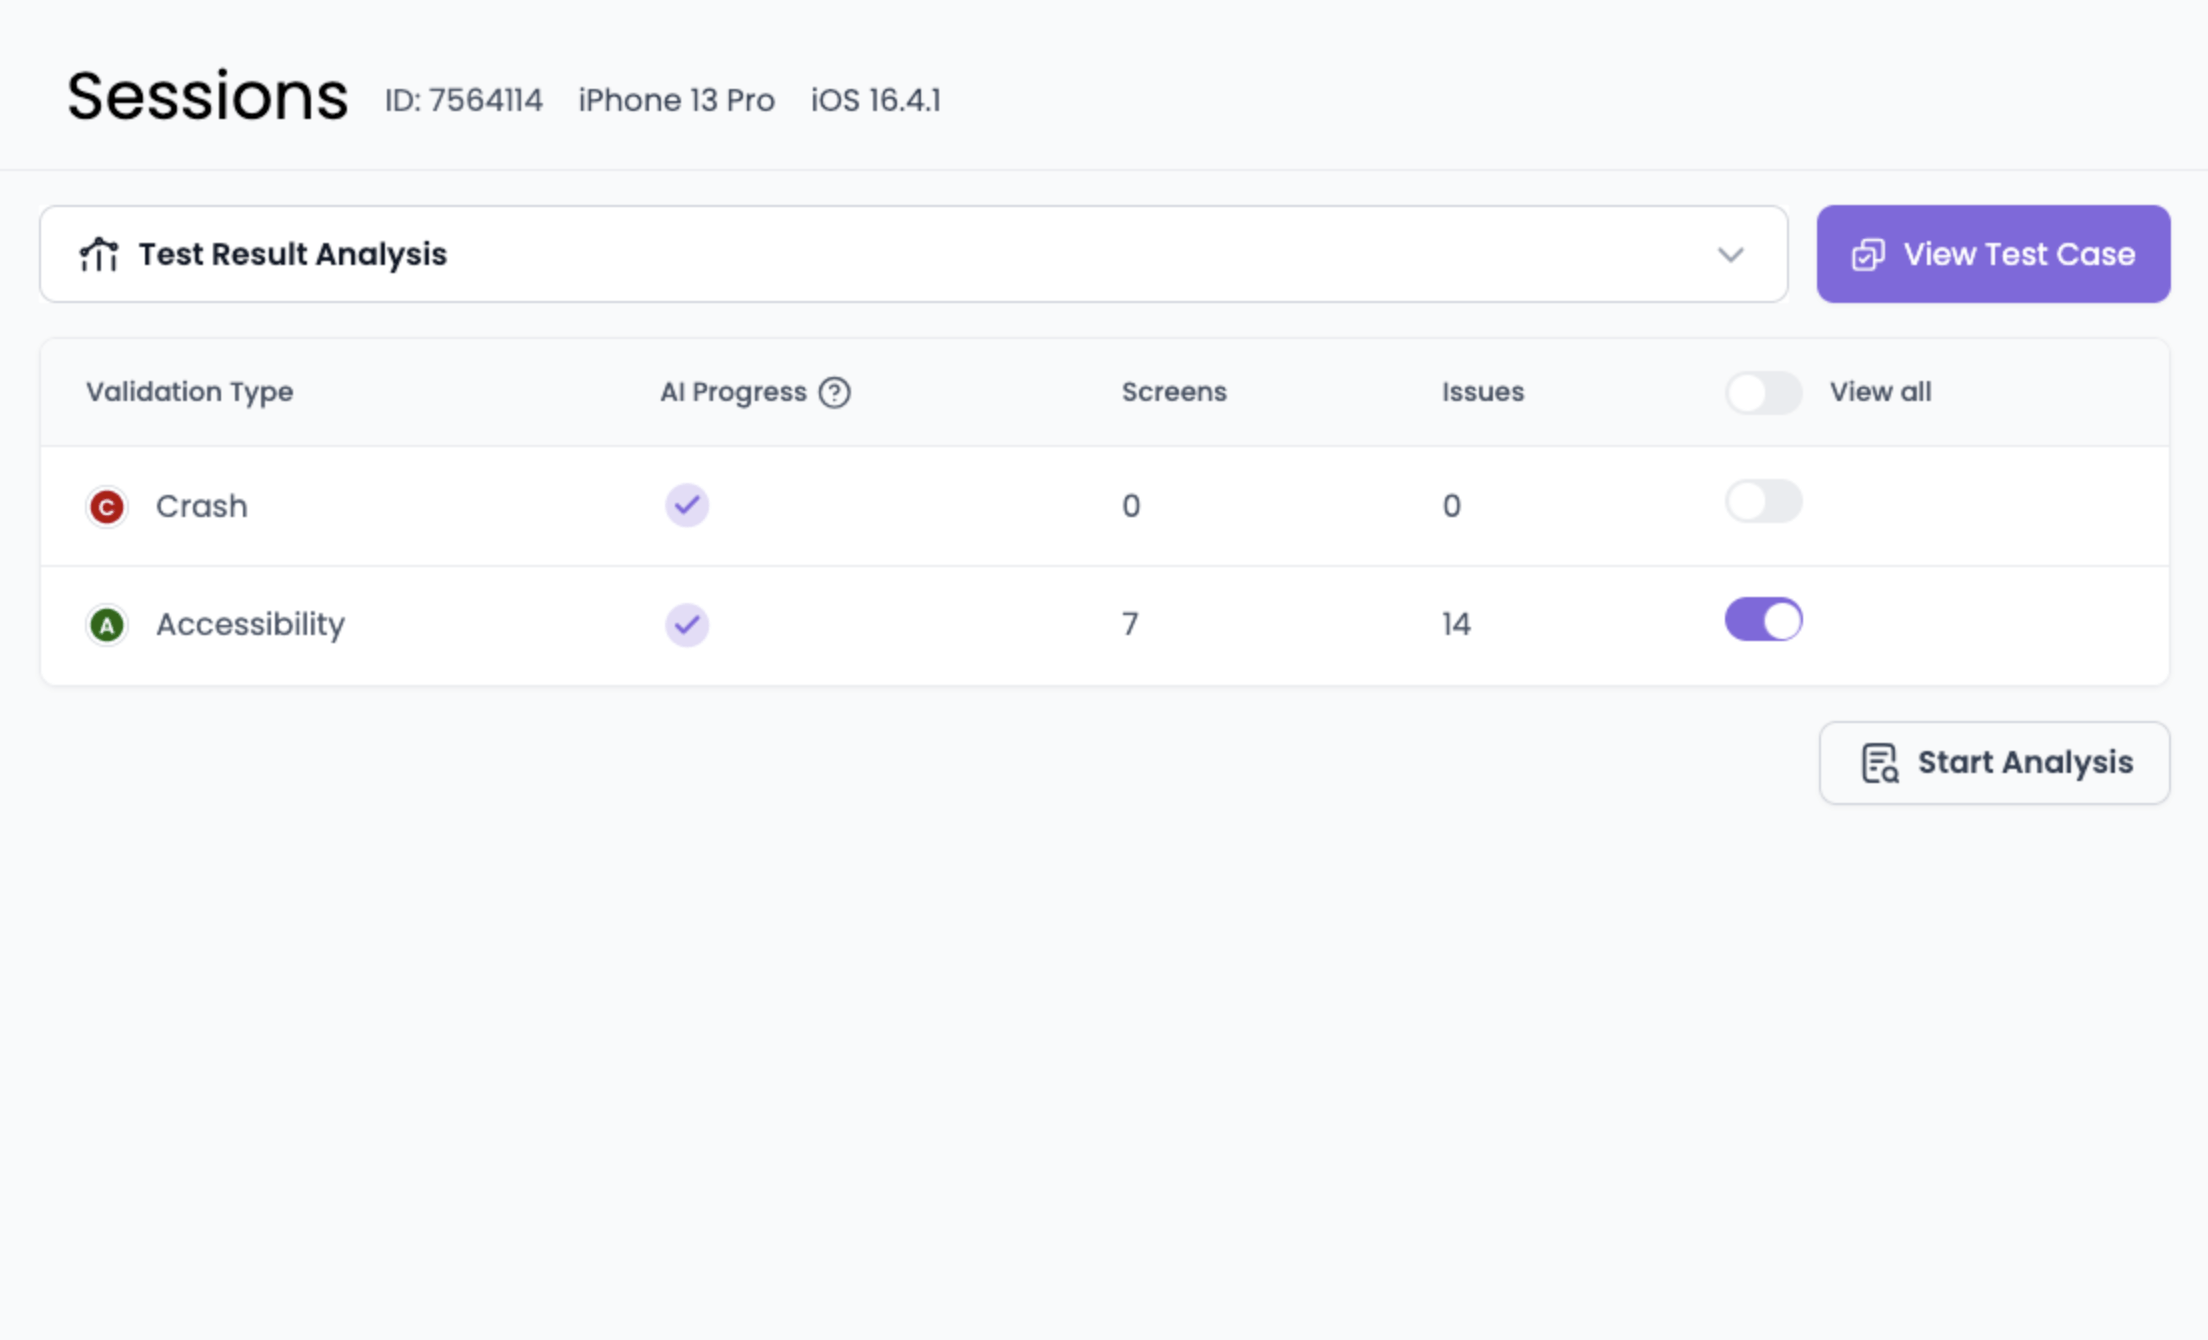 Sessions ID: 7564114 iPhone 13 Pro iOS 16.4.1
Test Result Analysis
View Test Case
Validation Type AI Progress ? Screens Issues View all
C Crash 0 0
A Accessibility 7 14
Start Analysis